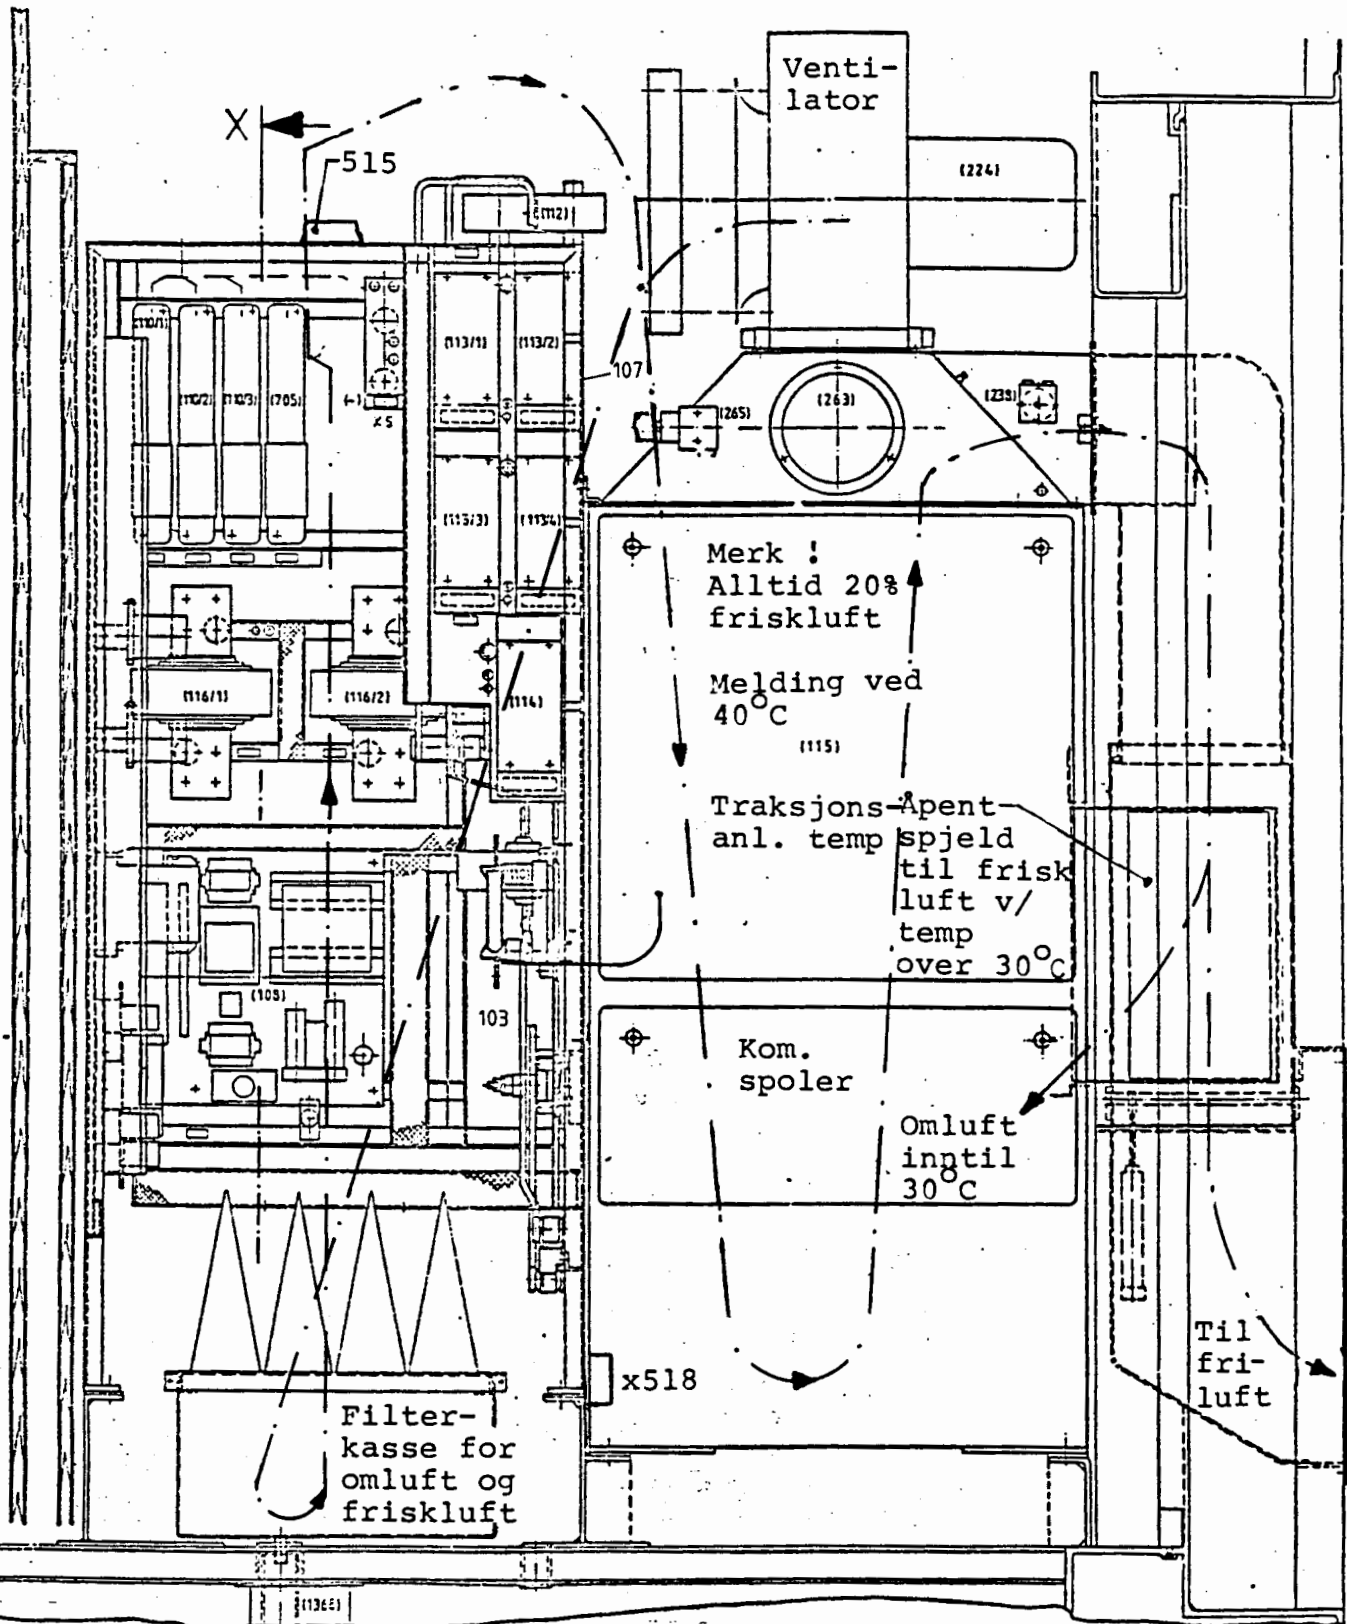 Venti-
lator
X
515
(224)
(112)
(110/1)
(113/1)
(113/2)
107
(110/2)
(110/3)
(705)
(-)
X5
(265)
(263)
(239)
(113/3)
(113/4)
Merk !
Alltid 20%
friskluft
(116/1)
(116/2)
(114)
Melding ved
40°C
(115)
Traksjons-
anl. temp
Åpent
spjeld
til frisk
luft v/
temp
over 30°C
103
Kom.
spoler
Omluft
inntil
30°C
Til
fri-
luft
x518
Filter-
kasse for
omluft og
friskluft